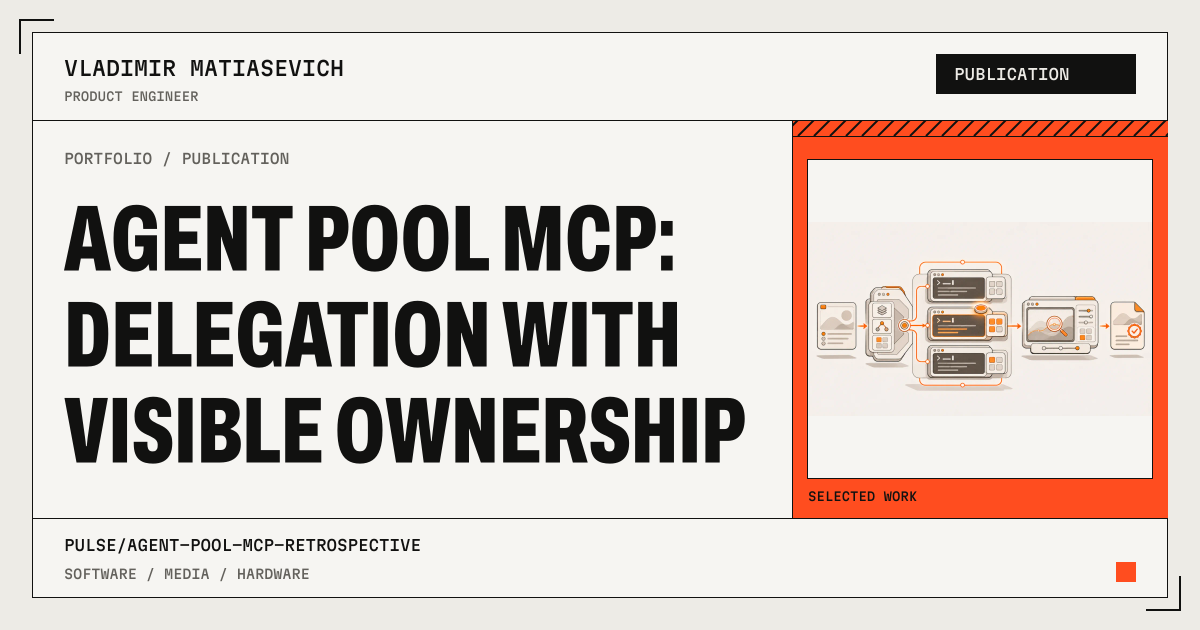 VLADIMIR MATIASEVICH
PRODUCT ENGINEER
PUBLICATION
PORTFOLIO / PUBLICATION
AGENT POOL MCP:
DELEGATION WITH
VISIBLE OWNERSHIP
SELECTED WORK
PULSE/AGENT-POOL-MCP-RETROSPECTIVE
SOFTWARE / MEDIA / HARDWARE